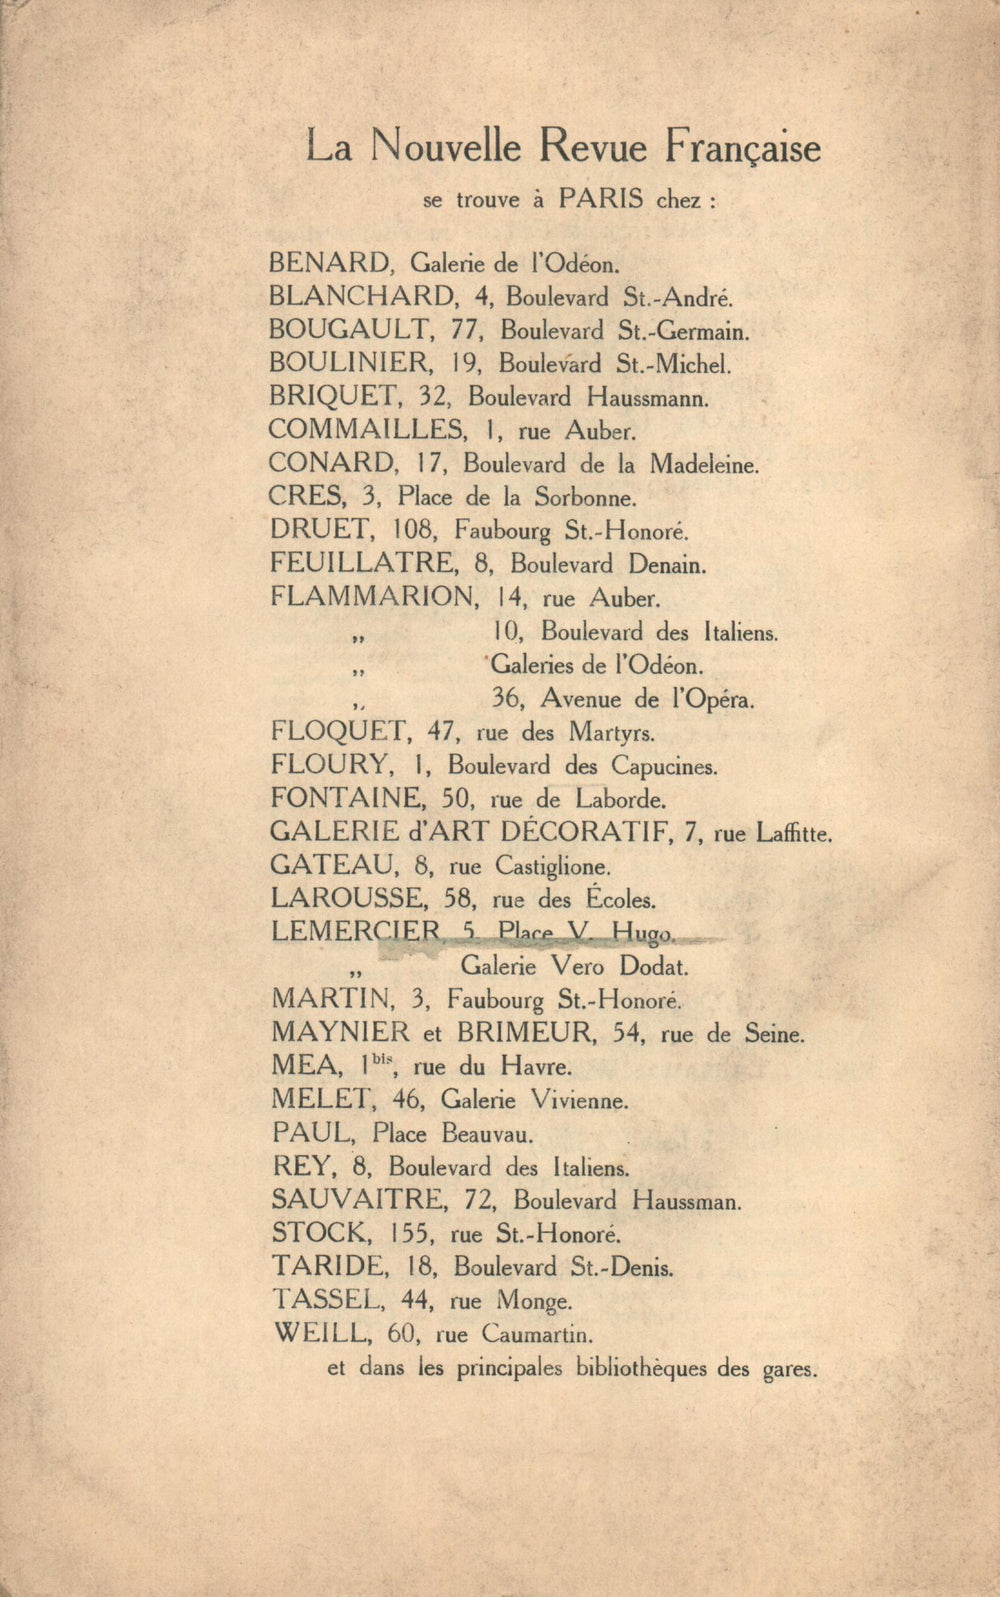 La Nouvelle Revue Française
se trouve à PARIS chez :
BENARD, Galerie de l'Odéon.
BLANCHARD, 4, Boulevard St.-André.
BOUGAULT, 77, Boulevard St.-Germain.
BOULINIER, 19, Boulevard St.-Michel.
BRIQUET, 32, Boulevard Haussmann.
COMMAILLES, 1, rue Auber.
CONARD, 17, Boulevard de la Madeleine.
CRES, 3, Place de la Sorbonne.
DRUET, 108, Faubourg St.-Honoré.
FEUILLATRE, 8, Boulevard Denain.
FLAMMARION, 14, rue Auber.
„ 10, Boulevard des Italiens.
„ Galeries de l'Odéon.
„ 36, Avenue de l'Opéra.
FLOQUET, 47, rue des Martyrs.
FLOURY, 1, Boulevard des Capucines.
FONTAINE, 50, rue de Laborde.
GALERIE d'ART DÉCORATIF, 7, rue Laffitte.
GATEAU, 8, rue Castiglione.
LAROUSSE, 58, rue des Écoles.
LEMERCIER, 5, Place V. Hugo.
„ Galerie Vero Dodat.
MARTIN, 3, Faubourg St.-Honoré.
MAYNIER et BRIMEUR, 54, rue de Seine.
MEA, 1bis, rue du Havre.
MELET, 46, Galerie Vivienne.
PAUL, Place Beauvau.
REY, 8, Boulevard des Italiens.
SAUVAITRE, 72, Boulevard Haussman.
STOCK, 155, rue St.-Honoré.
TARIDE, 18, Boulevard St.-Denis.
TASSEL, 44, rue Monge.
WEILL, 60, rue Caumartin.
et dans les principales bibliothèques des gares.